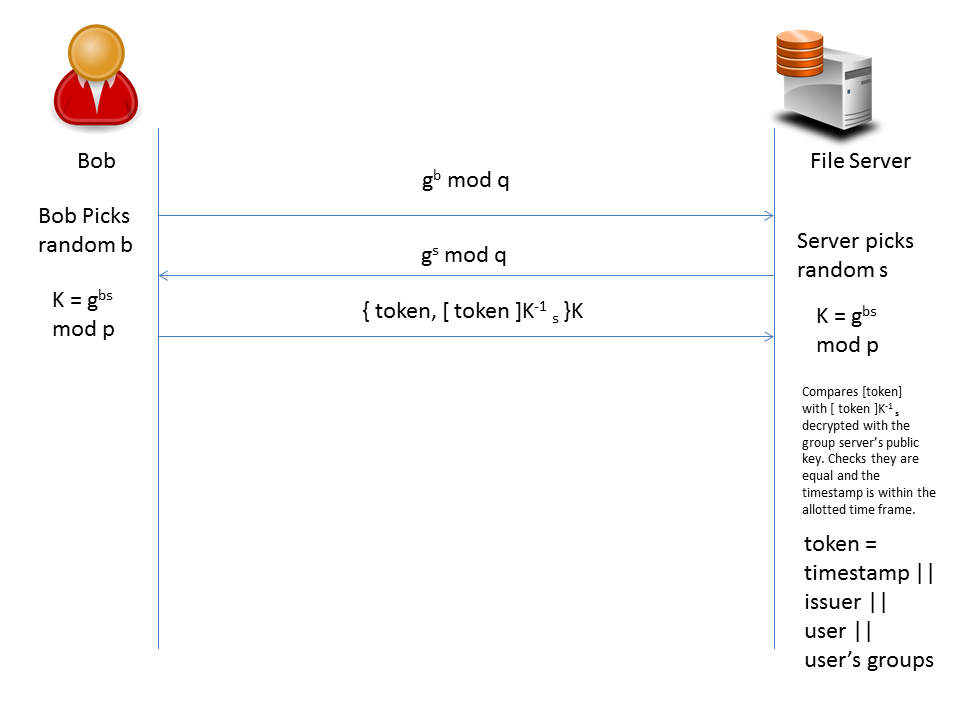 Bob
File Server
g^b mod q
Bob Picks
random b
Server picks
random s
g^s mod q
K = g^bs
mod p
{ token, [ token ]K^-1 _s }K
K = g^bs
mod p
Compares [token]
with [ token ]K^-1 _s
decrypted with the
group server’s public
key. Checks they are
equal and the
timestamp is within the
allotted time frame.
token =
timestamp ||
issuer ||
user ||
user’s groups